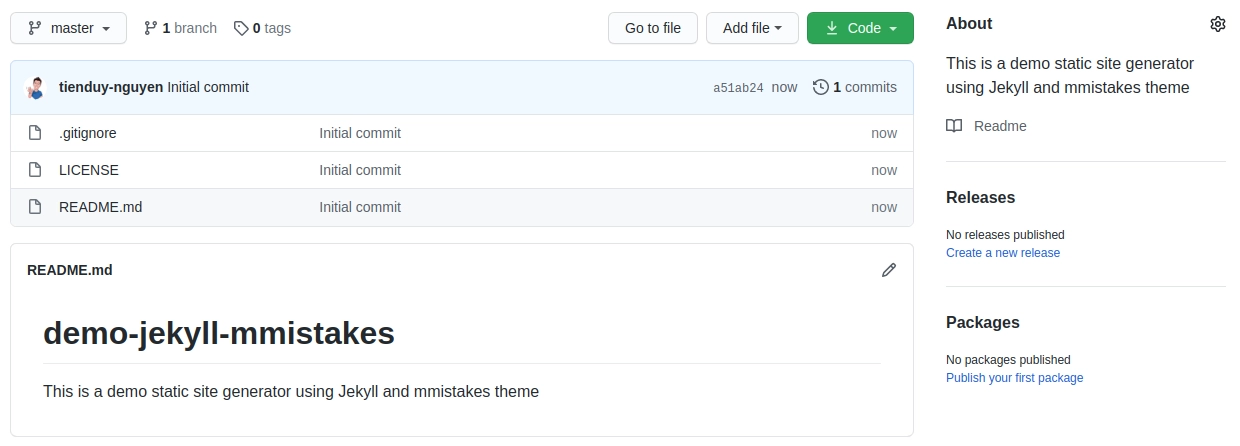 master
1 branch
0 tags
Go to file
Add file
Code
tienduy-nguyen Initial commit
a51ab24 now
1 commits
.gitignore Initial commit now
LICENSE Initial commit now
README.md Initial commit now
README.md
demo-jekyll-mmistakes
This is a demo static site generator using Jekyll and mmistakes theme
About
This is a demo static site generator
using Jekyll and mmistakes theme
Readme
Releases
No releases published
Create a new release
Packages
No packages published
Publish your first package